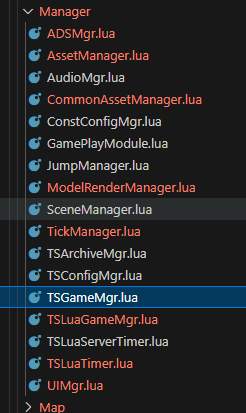 Manager
ADSMgr.lua
AssetManager.lua
AudioMgr.lua
CommonAssetManager.lua
ConstConfigMgr.lua
GamePlayModule.lua
JumpManager.lua
ModelRenderManager.lua
SceneManager.lua
TickManager.lua
TSArchiveMgr.lua
TSConfigMgr.lua
TSGameMgr.lua
TSLuaGameMgr.lua
TSLuaServerTimer.lua
TSLuaTimer.lua
UIMgr.lua
Map